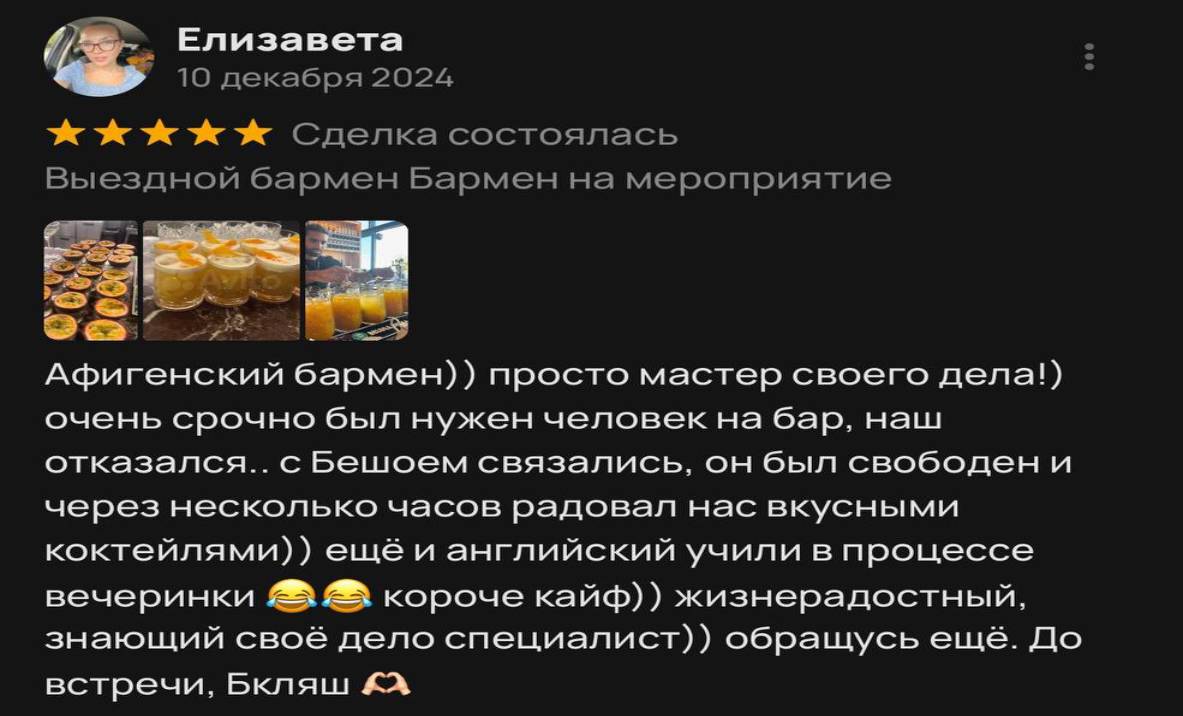 Елизавета
10 декабря 2024
Сделка состоялась
Выездной бармен Бармен на мероприятие
Avito
Афигенский бармен)) просто мастер своего дела!)
очень срочно был нужен человек на бар, наш
отказался.. с Бешоем связались, он был свободен и
через несколько часов радовал нас вкусными
коктейлями)) ещё и английский учили в процессе
вечеринки 😂😂 короче кайф)) жизнерадостный,
знающий своё дело специалист)) обращусь ещё. До
встречи, Бкляш 🫶🏻